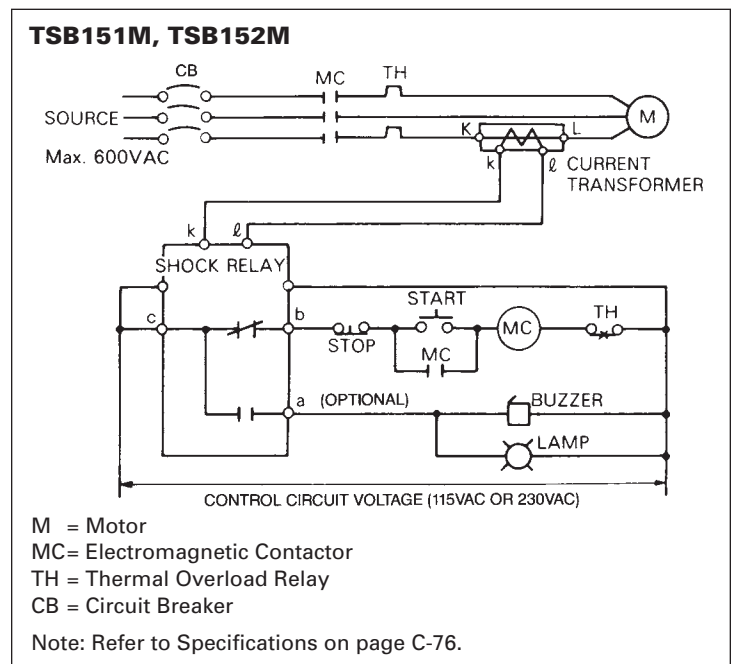 TSB151M, TSB152M
CB
MC
TH
SOURCE
M
K
L
Max. 600VAC
k
ℓ
CURRENT
TRANSFORMER
k
ℓ
SHOCK RELAY
START
c
b
MC
TH
STOP
MC
a
(OPTIONAL)
BUZZER
LAMP
CONTROL CIRCUIT VOLTAGE (115VAC OR 230VAC)
M = Motor
MC= Electromagnetic Contactor
TH = Thermal Overload Relay
CB = Circuit Breaker
Note: Refer to Specifications on page C-76.